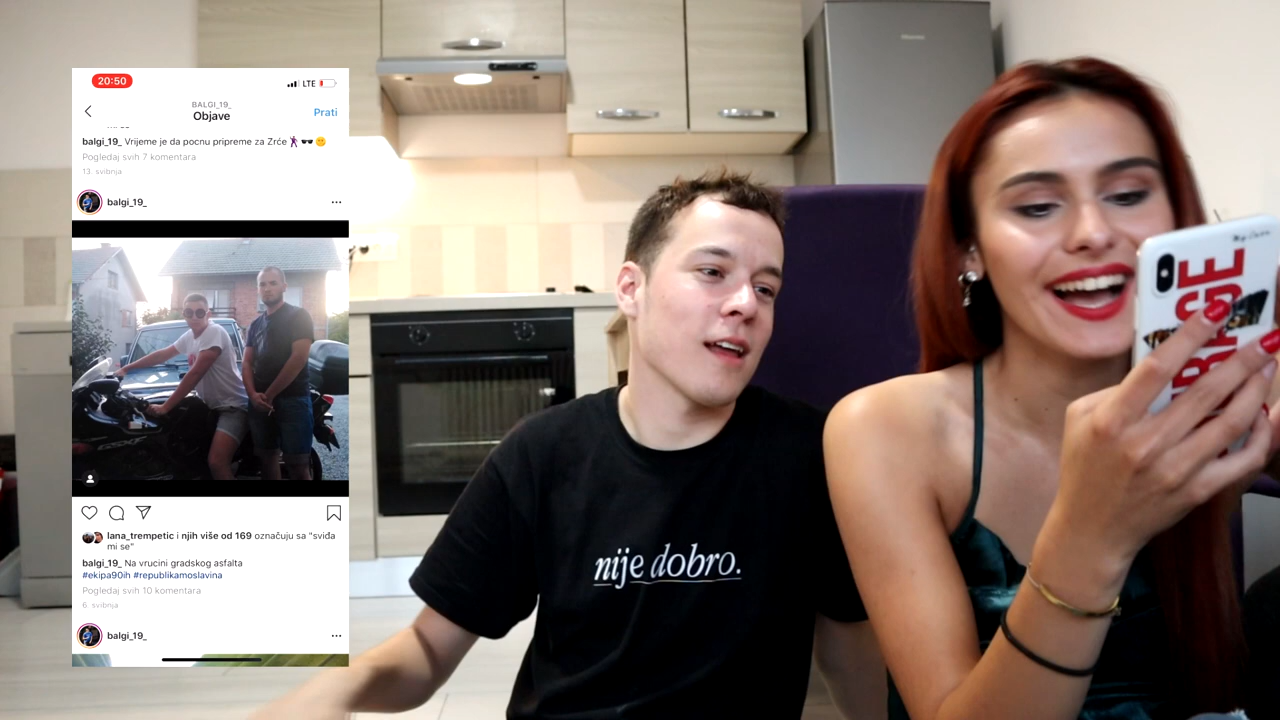 20:50
LTE
BALGI_19_
Objave
Prati
balgi_19_ Vrijeme je da pocnu pripreme za Zrće
Pogledaj svih 7 komentara
13. svibnja
balgi_19_
GSXF
lana_trempetic i njih više od 169 označuju sa "sviđa
mi se"
balgi_19_ Na vrucini gradskog asfalta
#ekipa90ih #republikamoslavina
Pogledaj svih 10 komentara
6. svibnja
balgi_19_
nije dobro.